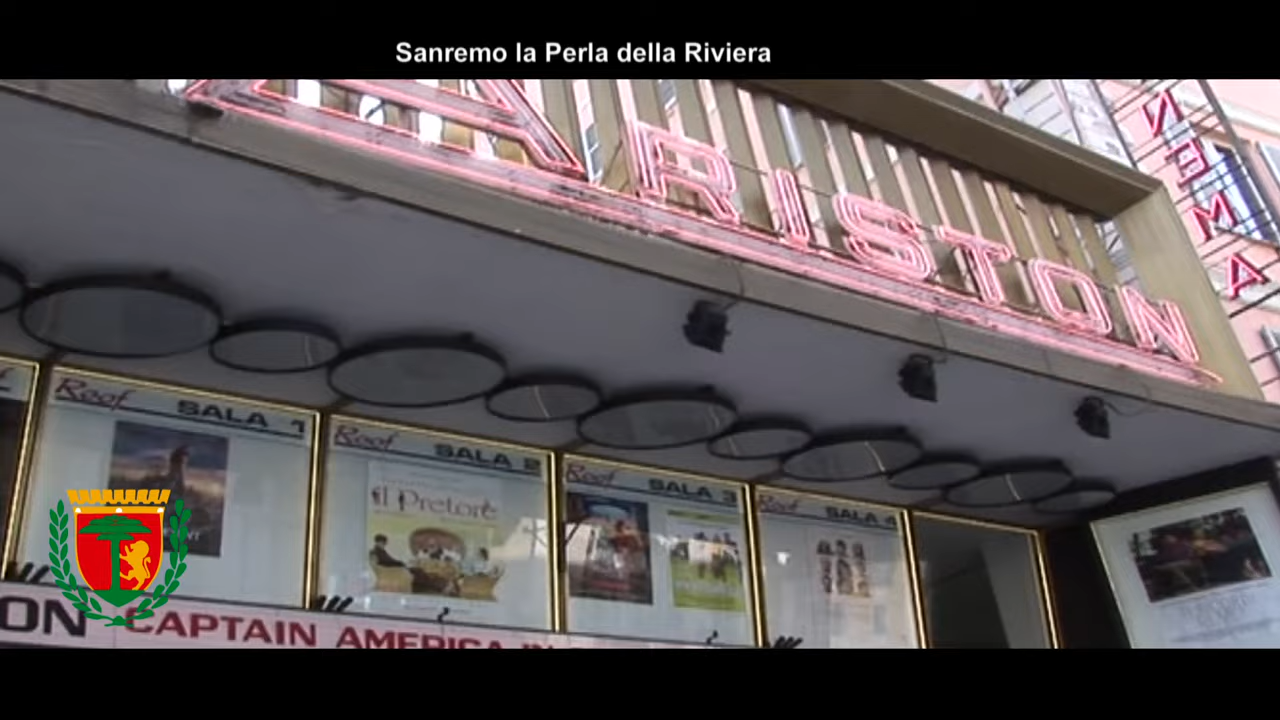 Sanremo la Perla della Riviera
ARISTON
NEMA
Roof SALA 1
Roof SALA 2
Roof SALA 3
Roof SALA 4
il Pretore
ON CAPTAIN AMERICA IN